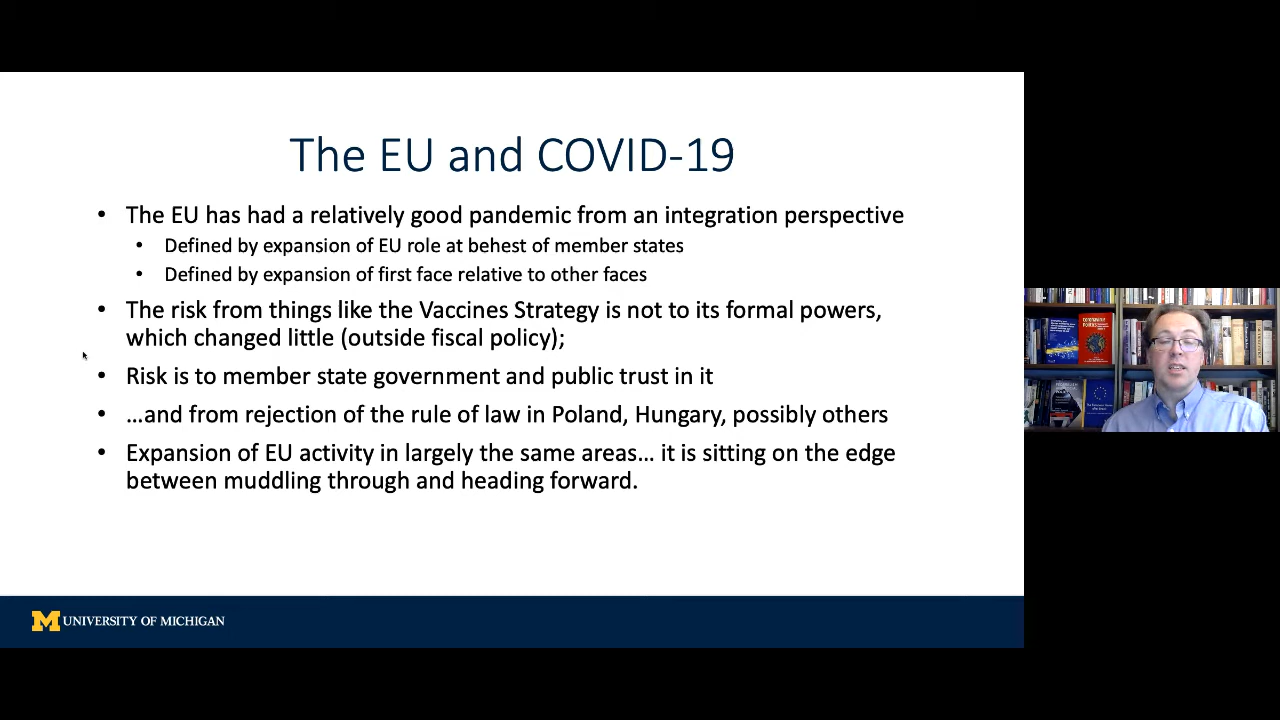 The EU and COVID-19
• The EU has had a relatively good pandemic from an integration perspective
• Defined by expansion of EU role at behest of member states
• Defined by expansion of first face relative to other faces
• The risk from things like the Vaccines Strategy is not to its formal powers,
which changed little (outside fiscal policy);
• Risk is to member state government and public trust in it
• …and from rejection of the rule of law in Poland, Hungary, possibly others
• Expansion of EU activity in largely the same areas… it is sitting on the edge
between muddling through and heading forward.
M UNIVERSITY OF MICHIGAN